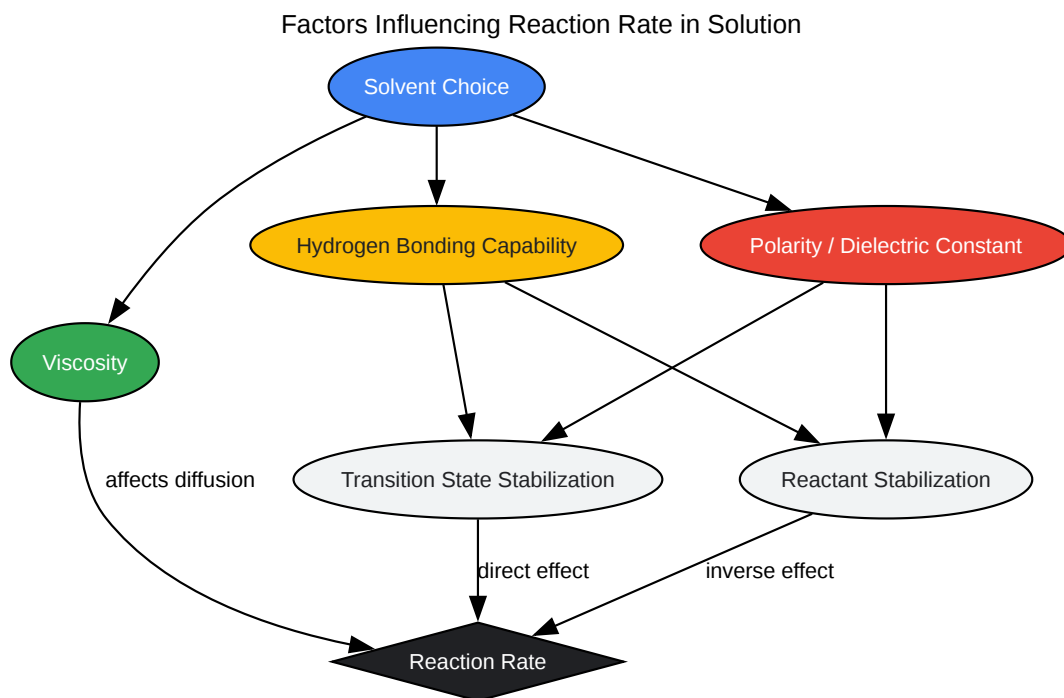 Factors Influencing Reaction Rate in Solution
Solvent Choice
Hydrogen Bonding Capability
Polarity / Dielectric Constant
Viscosity
affects diffusion
Transition State Stabilization
Reactant Stabilization
direct effect
inverse effect
Reaction Rate